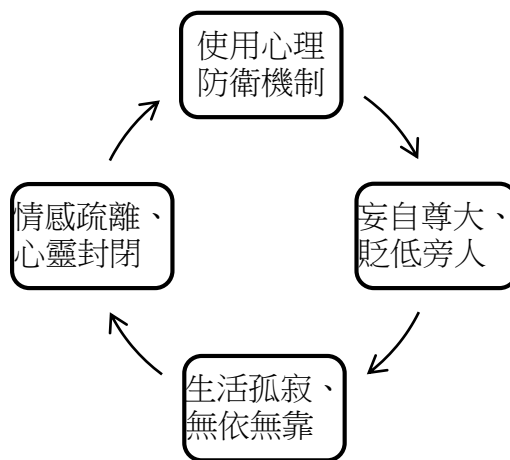 使用心理
防衛機制
妄自尊大、
貶低旁人
生活孤寂、
無依無靠
情感疏離、
心靈封閉